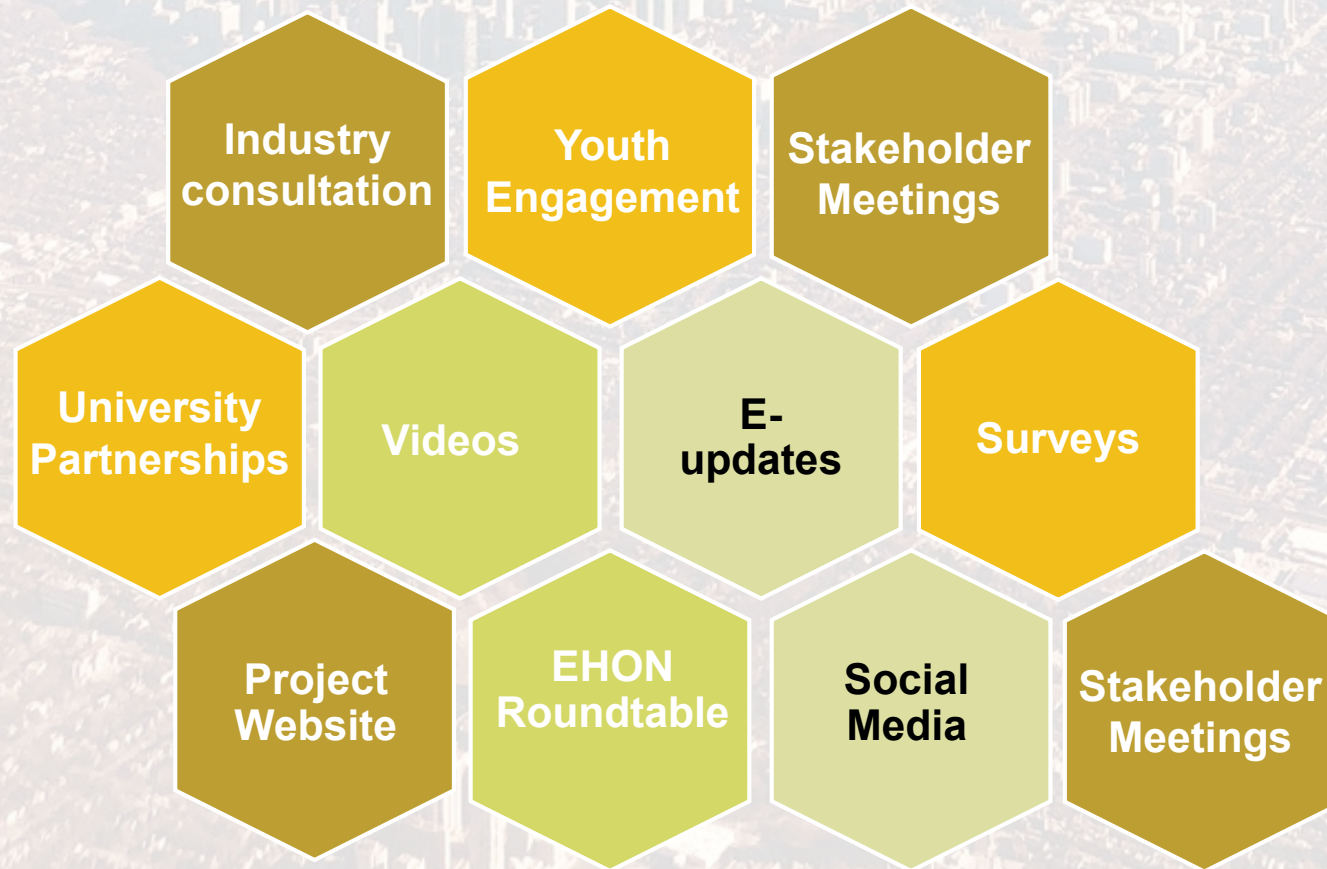 Industry
consultation
Youth
Engagement
Stakeholder
Meetings
University
Partnerships
Videos
E-
updates
Surveys
Project
Website
EHON
Roundtable
Social
Media
Stakeholder
Meetings